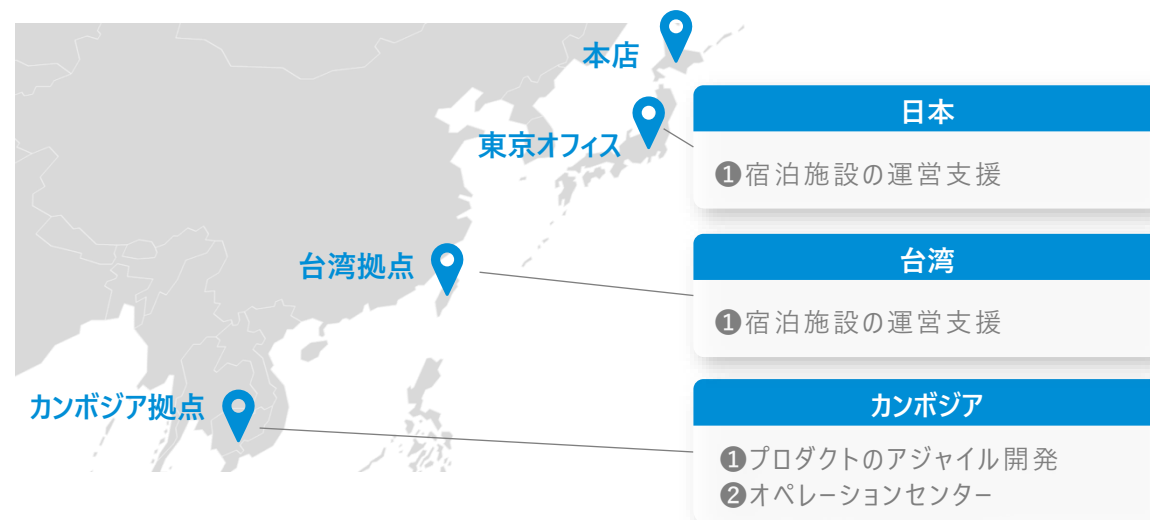 本店
東京オフィス
日本
❶宿泊施設の運営支援
台湾拠点
台湾
❶宿泊施設の運営支援
カンボジア拠点
カンボジア
❶プロダクトのアジャイル開発
❷オペレーションセンター